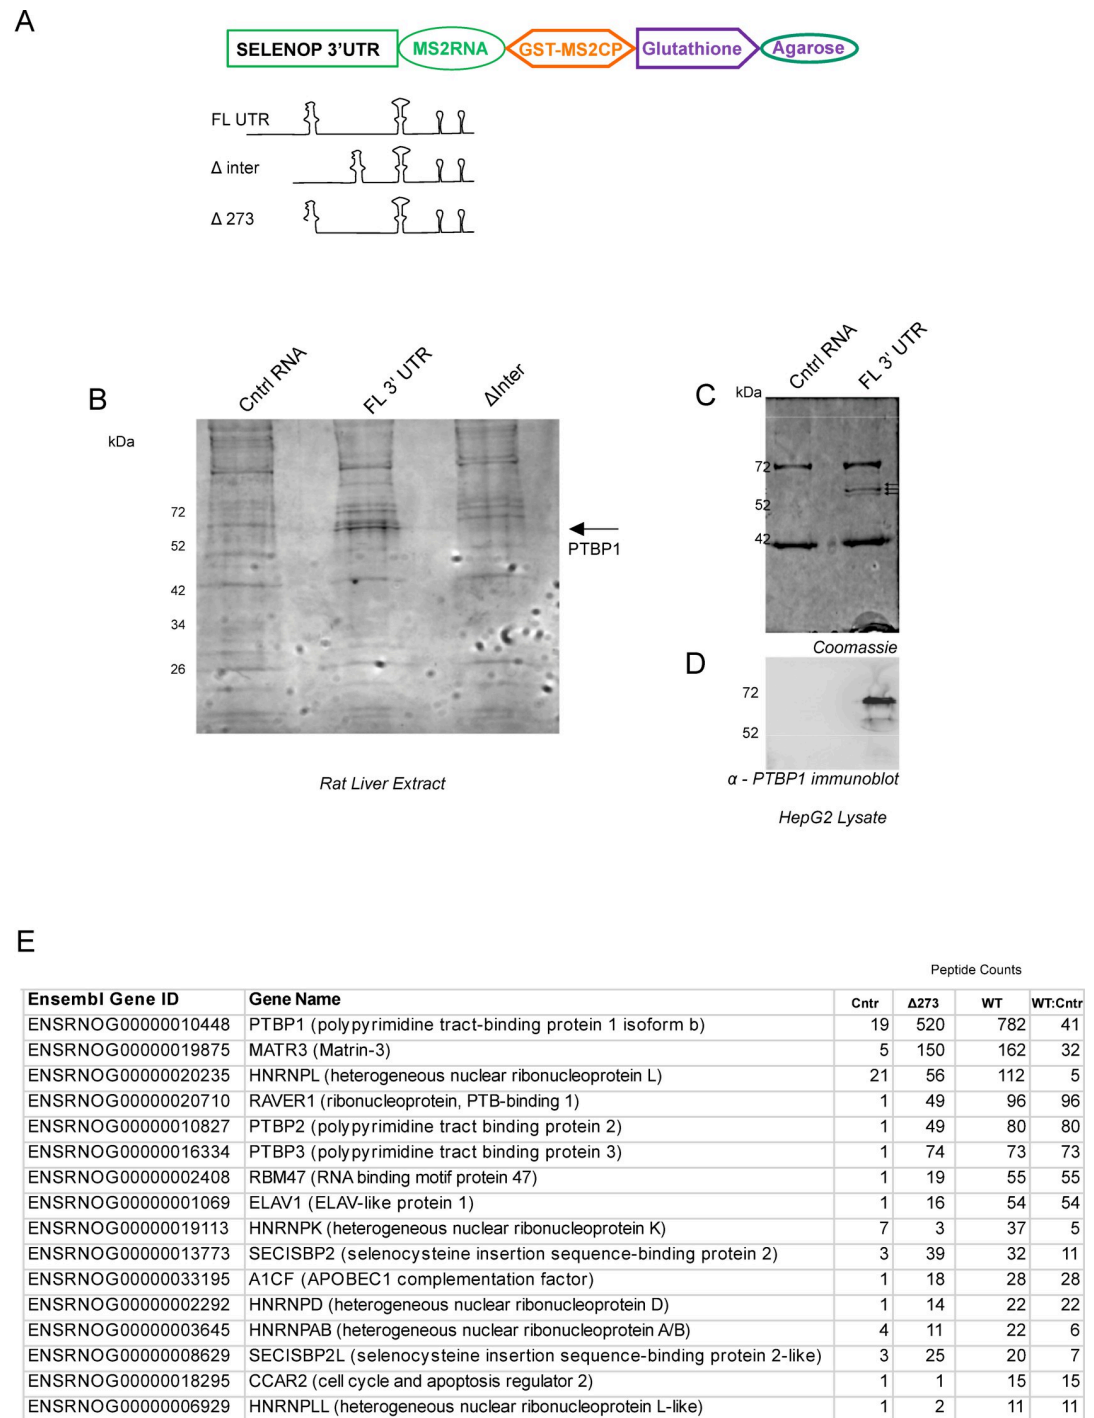 A
SELENOP 3'UTR MS2RNA GST-MS2CP Glutathione Agarose
FL UTR
Δ inter
Δ 273
B
kDa
Cntrl RNA FL 3' UTR ΔInter
72
52
42
34
26
PTBP1
Rat Liver Extract
C
kDa
Cntrl RNA FL 3' UTR
72
52
42
Coomassie
D
72
52
α - PTBP1 immunoblot
HepG2 Lysate
E
Peptide Counts
Ensembl Gene ID Gene Name Cntr Δ273 WT WT:Cntr
ENSRNOG00000010448 PTBP1 (polypyrimidine tract-binding protein 1 isoform b) 19 520 782 41
ENSRNOG00000019875 MATR3 (Matrin-3) 5 150 162 32
ENSRNOG00000020235 HNRNPL (heterogeneous nuclear ribonucleoprotein L) 21 56 112 5
ENSRNOG00000020710 RAVER1 (ribonucleoprotein, PTB-binding 1) 1 49 96 96
ENSRNOG00000010827 PTBP2 (polypyrimidine tract binding protein 2) 1 49 80 80
ENSRNOG00000016334 PTBP3 (polypyrimidine tract binding protein 3) 1 74 73 73
ENSRNOG00000002408 RBM47 (RNA binding motif protein 47) 1 19 55 55
ENSRNOG00000001069 ELAV1 (ELAV-like protein 1) 1 16 54 54
ENSRNOG00000019113 HNRNPK (heterogeneous nuclear ribonucleoprotein K) 7 3 37 5
ENSRNOG00000013773 SECISBP2 (selenocysteine insertion sequence-binding protein 2) 3 39 32 11
ENSRNOG00000033195 A1CF (APOBEC1 complementation factor) 1 18 28 28
ENSRNOG00000002292 HNRNPD (heterogeneous nuclear ribonucleoprotein D) 1 14 22 22
ENSRNOG00000003645 HNRNPAB (heterogeneous nuclear ribonucleoprotein A/B) 4 11 22 6
ENSRNOG00000008629 SECISBP2L (selenocysteine insertion sequence-binding protein 2-like) 3 25 20 7
ENSRNOG00000018295 CCAR2 (cell cycle and apoptosis regulator 2) 1 1 15 15
ENSRNOG00000006929 HNRNPLL (heterogeneous nuclear ribonucleoprotein L-like) 1 2 11 11